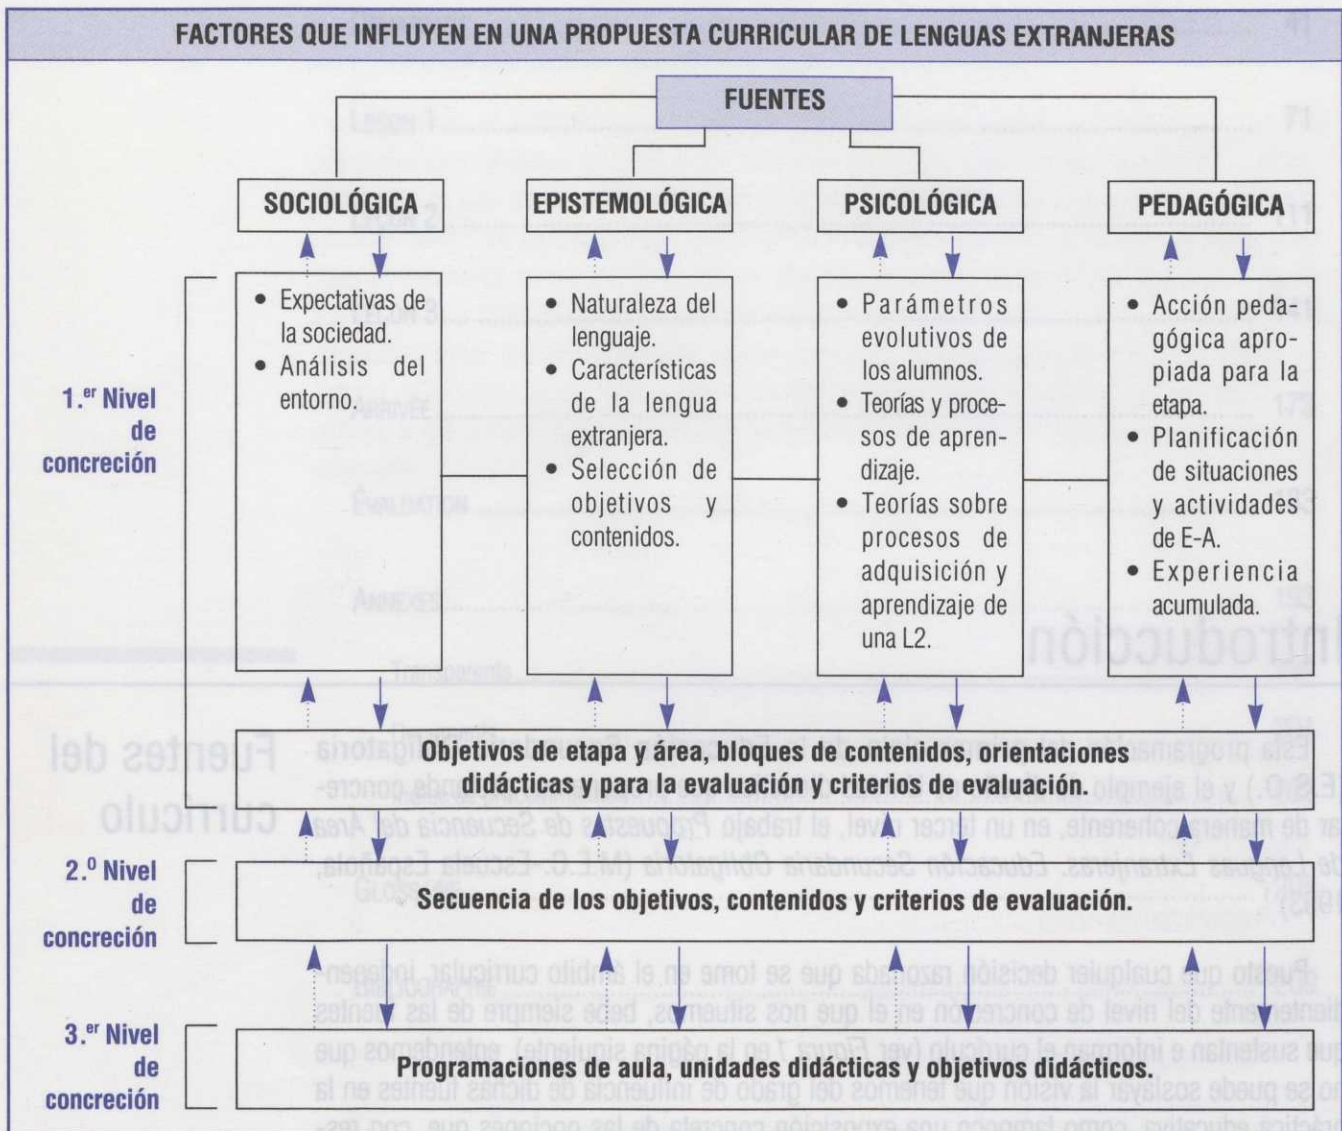 FACTORES QUE INFLUYEN EN UNA PROPUESTA CURRICULAR DE LENGUAS EXTRANJERAS
FUENTES
SOCIOLÓGICA
EPISTEMOLÓGICA
PSICOLÓGICA
PEDAGÓGICA
1.er Nivel
de
concreción
• Expectativas de
la sociedad.
• Análisis del
entorno.
• Naturaleza del
lenguaje.
• Características
de la lengua
extranjera.
• Selección de
objetivos y
contenidos.
• Parámetros
evolutivos de
los alumnos.
• Teorías y proce-
sos de apren-
dizaje.
• Teorías sobre
procesos de
adquisición y
aprendizaje de
una L2.
• Acción peda-
gógica apro-
piada para la
etapa.
• Planificación
de situaciones
y actividades
de E-A.
• Experiencia
acumulada.
Objetivos de etapa y área, bloques de contenidos, orientaciones
didácticas y para la evaluación y criterios de evaluación.
2.º Nivel
de
concreción
Secuencia de los objetivos, contenidos y criterios de evaluación.
3.er Nivel
de
concreción
Programaciones de aula, unidades didácticas y objetivos didácticos.